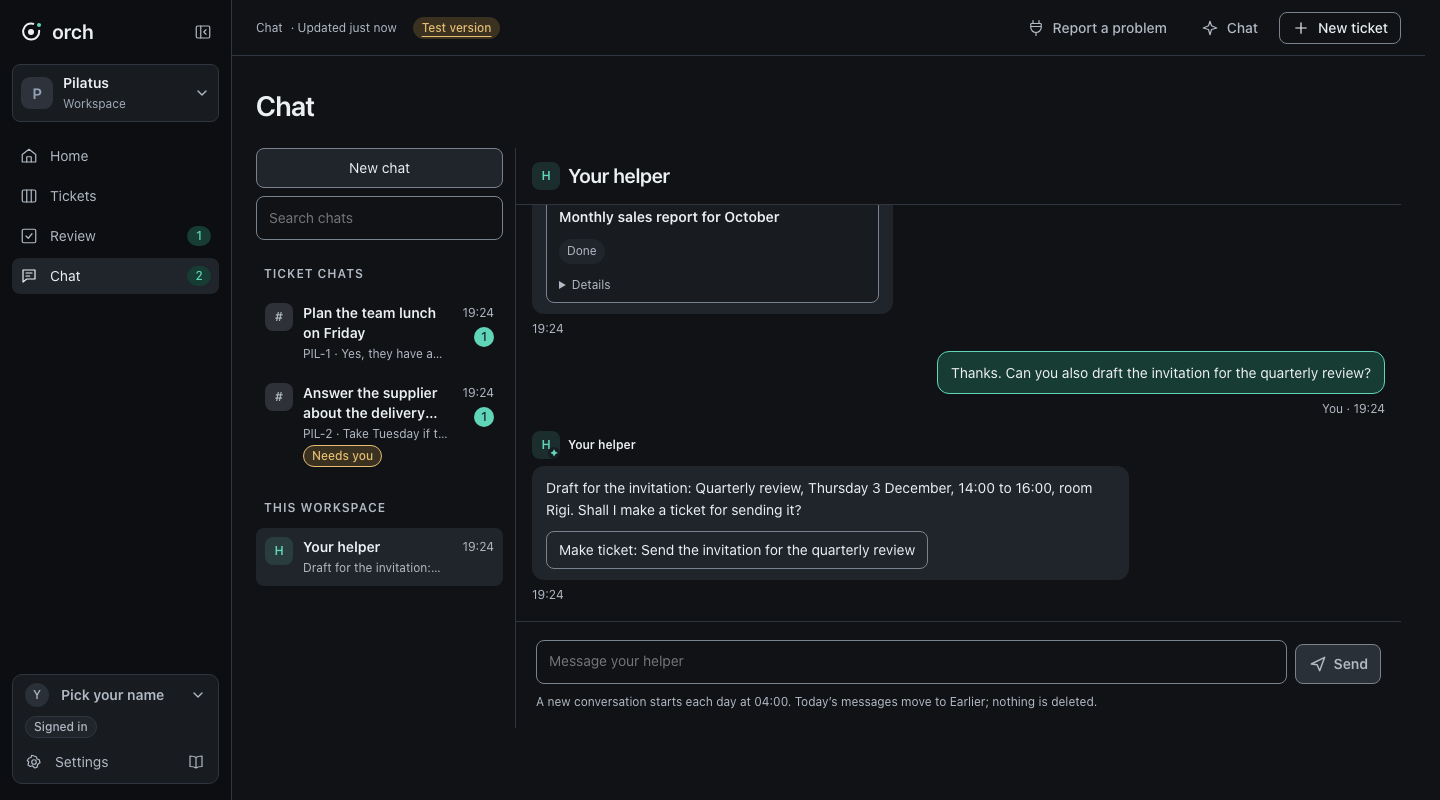 orch
P
Pilatus
Workspace
Home
Tickets
Review 1
Chat 2
Y Pick your name
Signed in
Settings
Chat · Updated just now Test version
Report a problem
Chat
New ticket
Chat
New chat
Search chats
TICKET CHATS
# Plan the team lunch 19:24
on Friday 1
PIL-1 · Yes, they have a...
# Answer the supplier 19:24
about the delivery... 1
PIL-2 · Take Tuesday if t...
Needs you
THIS WORKSPACE
H Your helper 19:24
Draft for the invitation:...
H Your helper
Monthly sales report for October
Done
Details
19:24
Thanks. Can you also draft the invitation for the quarterly review?
You · 19:24
H Your helper
Draft for the invitation: Quarterly review, Thursday 3 December, 14:00 to 16:00, room
Rigi. Shall I make a ticket for sending it?
Make ticket: Send the invitation for the quarterly review
19:24
Message your helper
Send
A new conversation starts each day at 04:00. Today's messages move to Earlier; nothing is deleted.